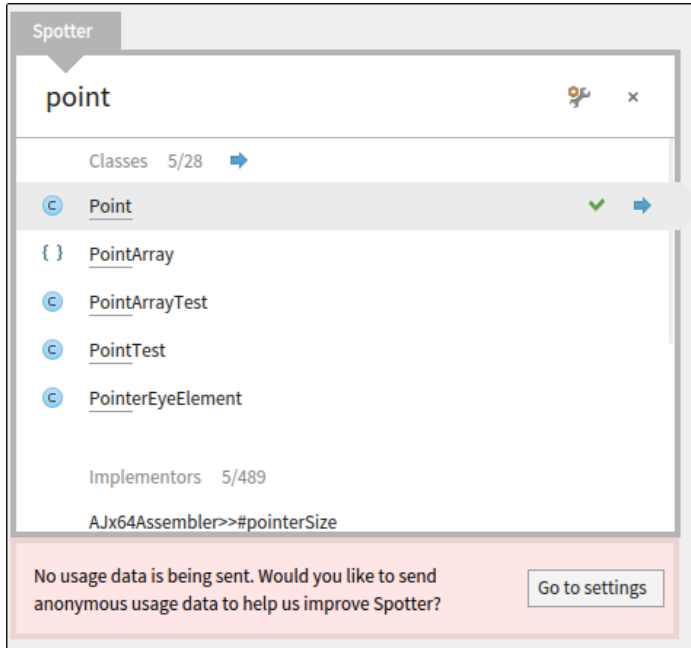 Spotter
point
Classes 5/28
C Point
{ } PointArray
C PointArrayTest
C PointTest
C PointerEyeElement
Implementors 5/489
AJx64Assembler>>#pointerSize
No usage data is being sent. Would you like to send
anonymous usage data to help us improve Spotter?
Go to settings